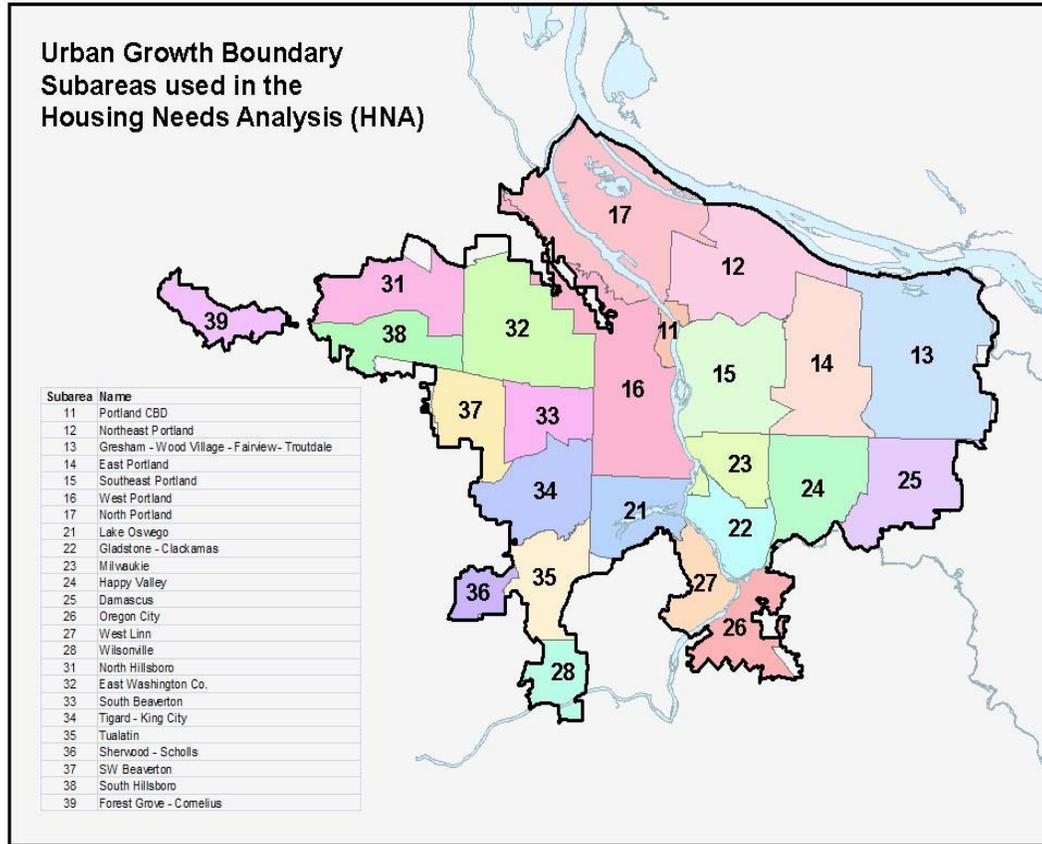 Urban Growth Boundary
Subareas used in the
Housing Needs Analysis (HNA)
17
12
31
39
38
32
11
13
14
15
16
37
33
23
25
24
34
21
22
35
36
27
26
28
Subarea Name
11 Portland CBD
12 Northeast Portland
13 Gresham - Wood Village - Fairview- Troutdale
14 East Portland
15 Southeast Portland
16 West Portland
17 North Portland
21 Lake Oswego
22 Gladstone - Clackamas
23 Milwaukie
24 Happy Valley
25 Damascus
26 Oregon City
27 West Linn
28 Wilsonville
31 North Hillsboro
32 East Washington Co.
33 South Beaverton
34 Tigard - King City
35 Tualatin
36 Sherwood - Scholls
37 SW Beaverton
38 South Hillsboro
39 Forest Grove - Cornelius